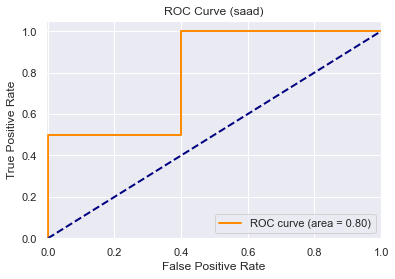 ROC Curve (saad)
True Positive Rate
1.0
0.8
0.6
0.4
0.2
0.0
ROC curve (area = 0.80)
0.0 0.2 0.4 0.6 0.8 1.0
False Positive Rate